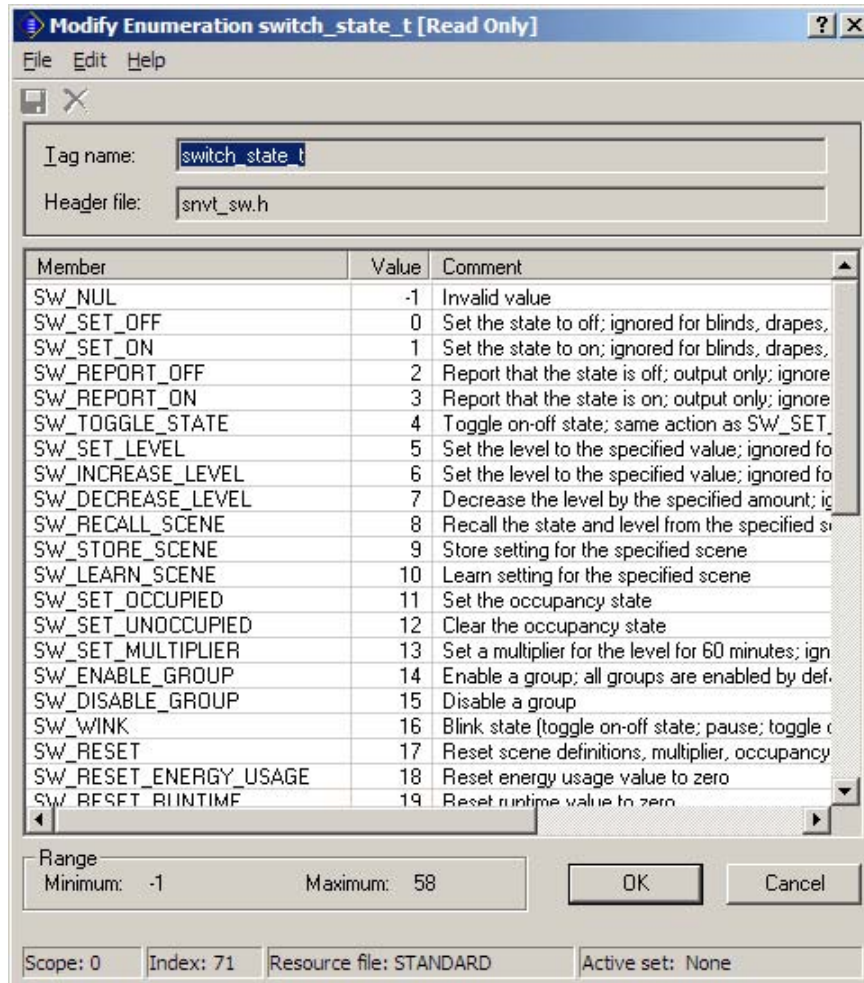 Modify Enumeration switch_state_t [Read Only]
File Edit Help
Tag name: switch_state_t
Header file: snvt_sw.h
Member Value Comment
SW_NUL -1 Invalid value
SW_SET_OFF 0 Set the state to off; ignored for blinds, drapes,
SW_SET_ON 1 Set the state to on; ignored for blinds, drapes,
SW_REPORT_OFF 2 Report that the state is off; output only; ignore
SW_REPORT_ON 3 Report that the state is on; output only; ignore
SW_TOGGLE_STATE 4 Toggle on-off state; same action as SW_SET_
SW_SET_LEVEL 5 Set the level to the specified value; ignored fo
SW_INCREASE_LEVEL 6 Set the level to the specified value; ignored fo
SW_DECREASE_LEVEL 7 Decrease the level by the specified amount; ig
SW_RECALL_SCENE 8 Recall the state and level from the specified s
SW_STORE_SCENE 9 Store setting for the specified scene
SW_LEARN_SCENE 10 Learn setting for the specified scene
SW_SET_OCCUPIED 11 Set the occupancy state
SW_SET_UNOCCUPIED 12 Clear the occupancy state
SW_SET_MULTIPLIER 13 Set a multiplier for the level for 60 minutes; ign
SW_ENABLE_GROUP 14 Enable a group; all groups are enabled by def
SW_DISABLE_GROUP 15 Disable a group
SW_WINK 16 Blink state (toggle on-off state; pause; toggle
SW_RESET 17 Reset scene definitions, multiplier, occupancy
SW_RESET_ENERGY_USAGE 18 Reset energy usage value to zero
SW_RESET_RUNTIME 19 Reset runtime value to zero
Range
Minimum: -1 Maximum: 58 OK Cancel
Scope: 0 Index: 71 Resource file: STANDARD Active set: None